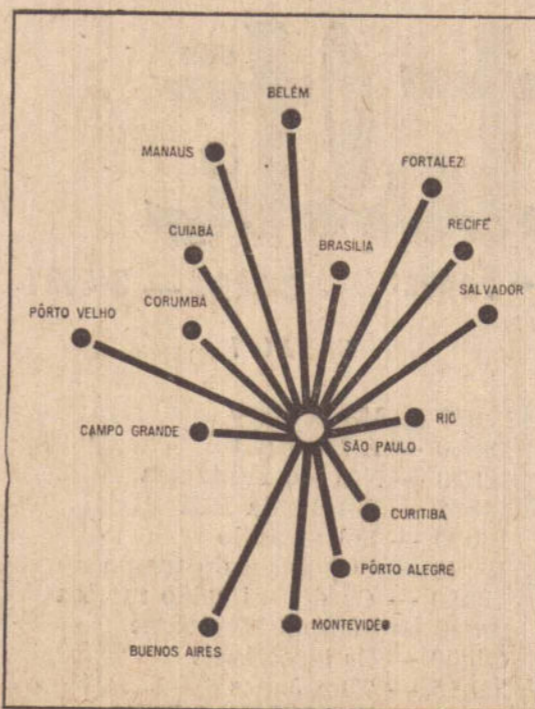 BELÉM
MANAUS
FORTALEZ
CUIABÁ
BRASÍLIA
RECIFE
CORUMBÁ
SALVADOR
PÔRTO VELHO
CAMPO GRANDE
RIO
SÃO PAULO
CURITIBA
PÔRTO ALEGRE
MONTEVIDEO
BUENOS AIRES